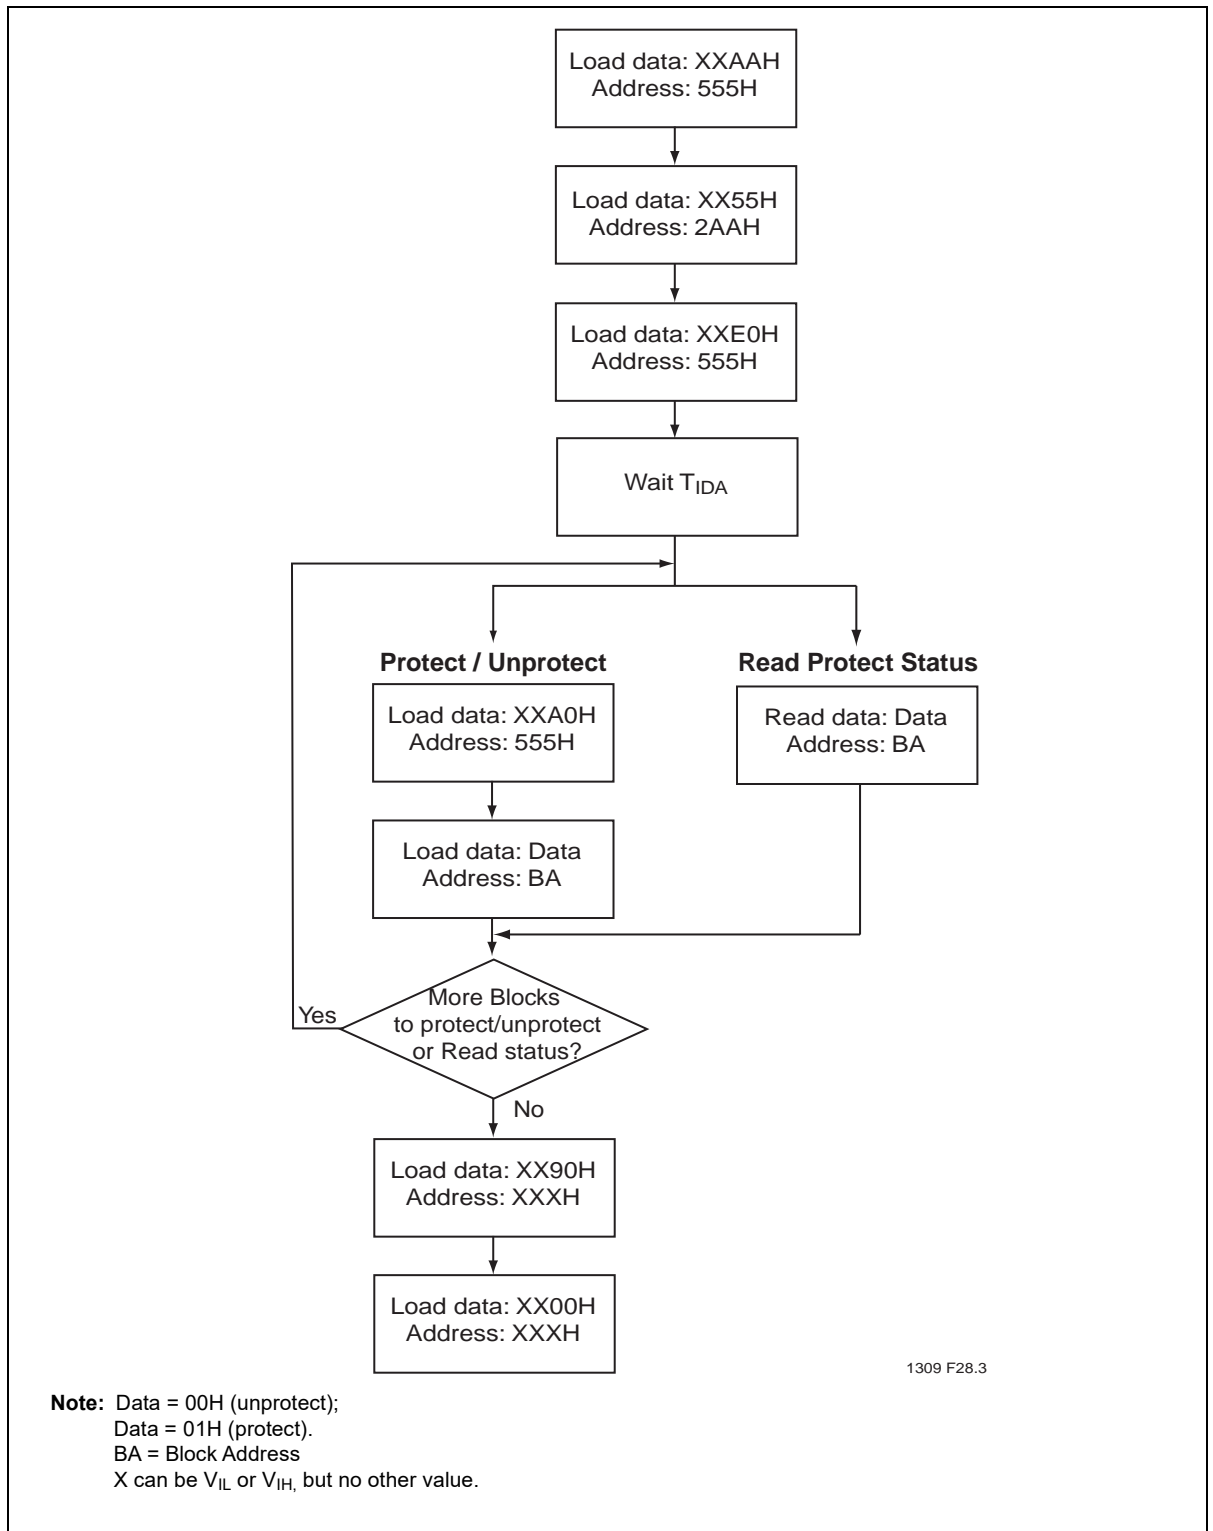 Load data: XXAAH
Address: 555H
Load data: XX55H
Address: 2AAH
Load data: XXE0H
Address: 555H
Wait TIDA
Protect / Unprotect
Read Protect Status
Load data: XXA0H
Address: 555H
Read data: Data
Address: BA
Load data: Data
Address: BA
More Blocks
to protect/unprotect
or Read status?
Yes
No
Load data: XX90H
Address: XXXH
Load data: XX00H
Address: XXXH
1309 F28.3
Note: Data = 00H (unprotect);
Data = 01H (protect).
BA = Block Address
X can be VIL or VIH, but no other value.